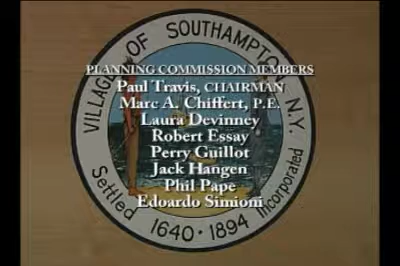 VILLAGE OF SOUTHAMPTON, N.Y.
PLANNING COMMISSION MEMBERS
Paul Travis, CHAIRMAN
Marc A. Chiffert, P.E.
Laura Devinney
Robert Essay
Perry Guillot
Jack Hangen
Phil Pape
Edoardo Simioni
Settled Incorporated
1640 · 1894